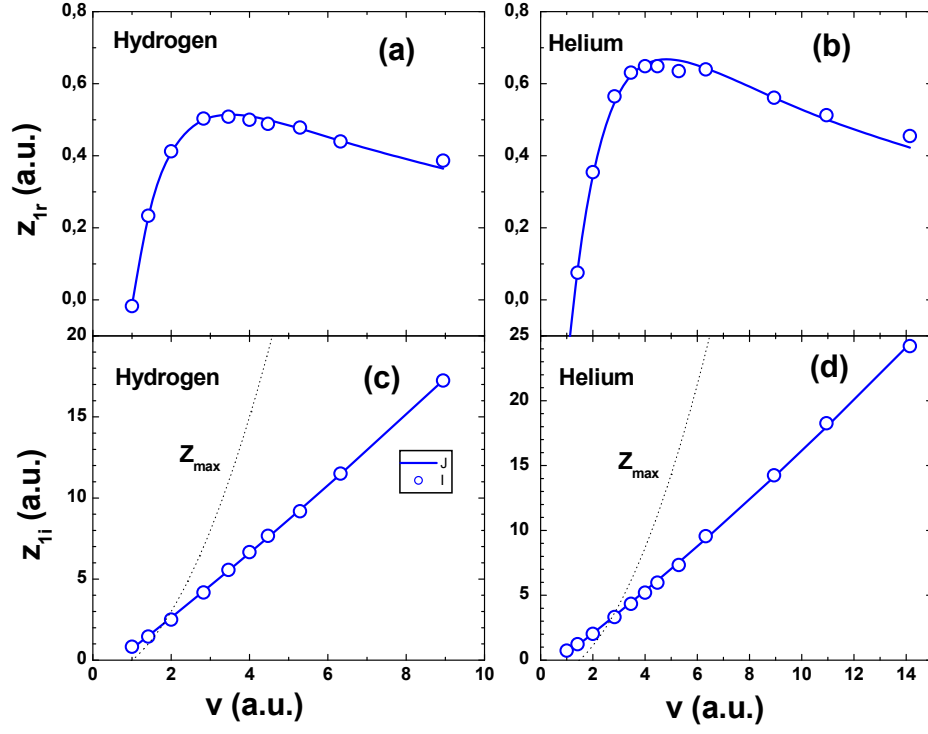 0,8
0,6
0,4
0,2
0,0
z1r (a.u.)
Hydrogen
(a)
0,8
0,6
0,4
0,2
0,0
Helium
(b)
20
15
10
5
0
z1i (a.u.)
Hydrogen
(c)
Zmax
J
I
0 2 4 6 8 10
v (a.u.)
25
20
15
10
5
0
Helium
(d)
Zmax
0 2 4 6 8 10 12 14
v (a.u.)